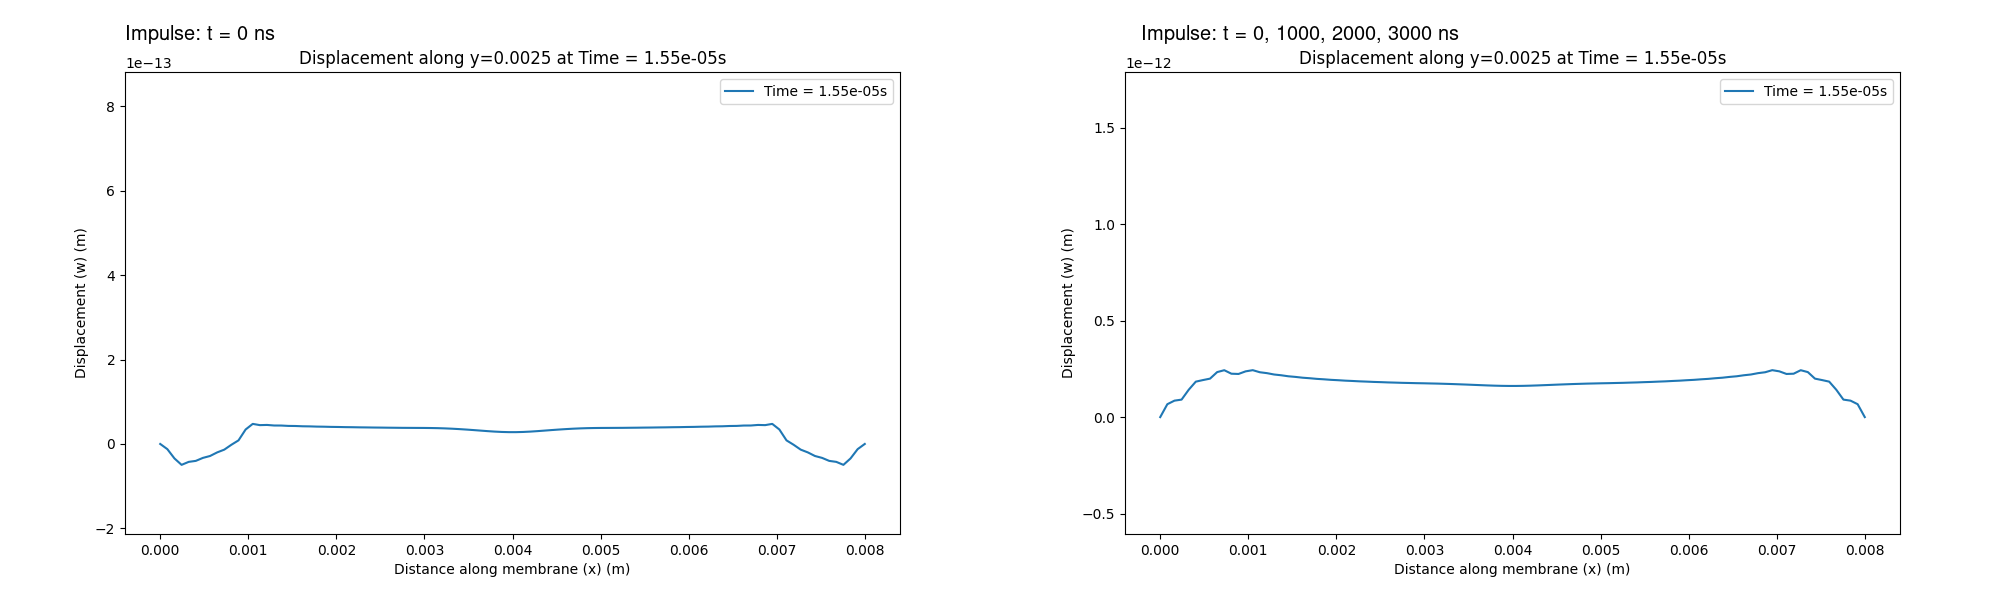 Impulse: t = 0 ns
Displacement along y=0.0025 at Time = 1.55e-05s
1e−13
Time = 1.55e-05s
8
6
4
2
0
−2
Displacement (w) (m)
0.000 0.001 0.002 0.003 0.004 0.005 0.006 0.007 0.008
Distance along membrane (x) (m)
Impulse: t = 0, 1000, 2000, 3000 ns
Displacement along y=0.0025 at Time = 1.55e-05s
1e−12
Time = 1.55e-05s
1.5
1.0
0.5
0.0
−0.5
Displacement (w) (m)
0.000 0.001 0.002 0.003 0.004 0.005 0.006 0.007 0.008
Distance along membrane (x) (m)